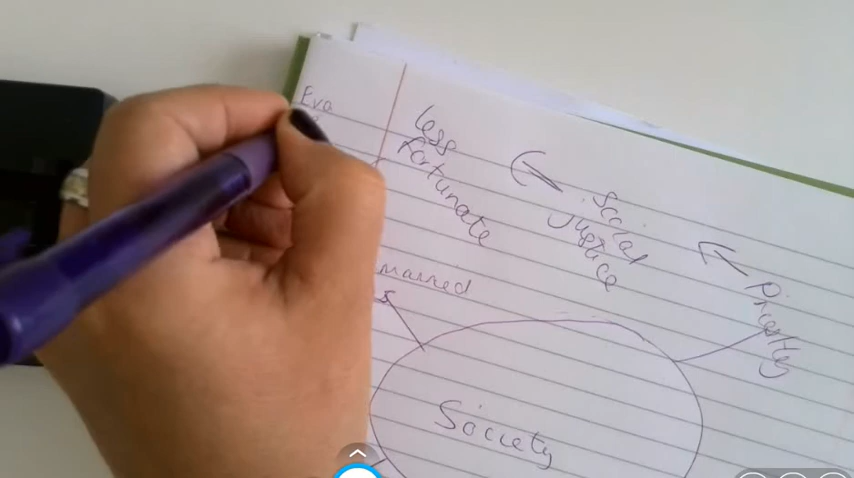 Eva
less
fortunate
Social
Justice
Priestley
married
Society